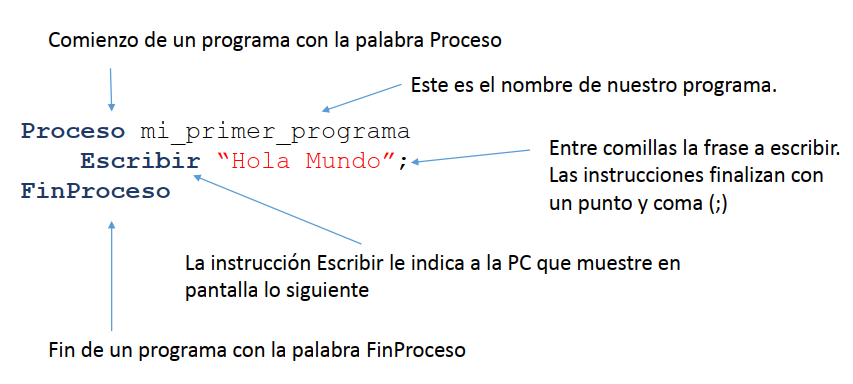 Comienzo de un programa con la palabra Proceso
Este es el nombre de nuestro programa.
Proceso mi_primer_programa
Escribir “Hola Mundo”;
FinProceso
Entre comillas la frase a escribir.
Las instrucciones finalizan con
un punto y coma (;)
La instrucción Escribir le indica a la PC que muestre en
pantalla lo siguiente
Fin de un programa con la palabra FinProceso